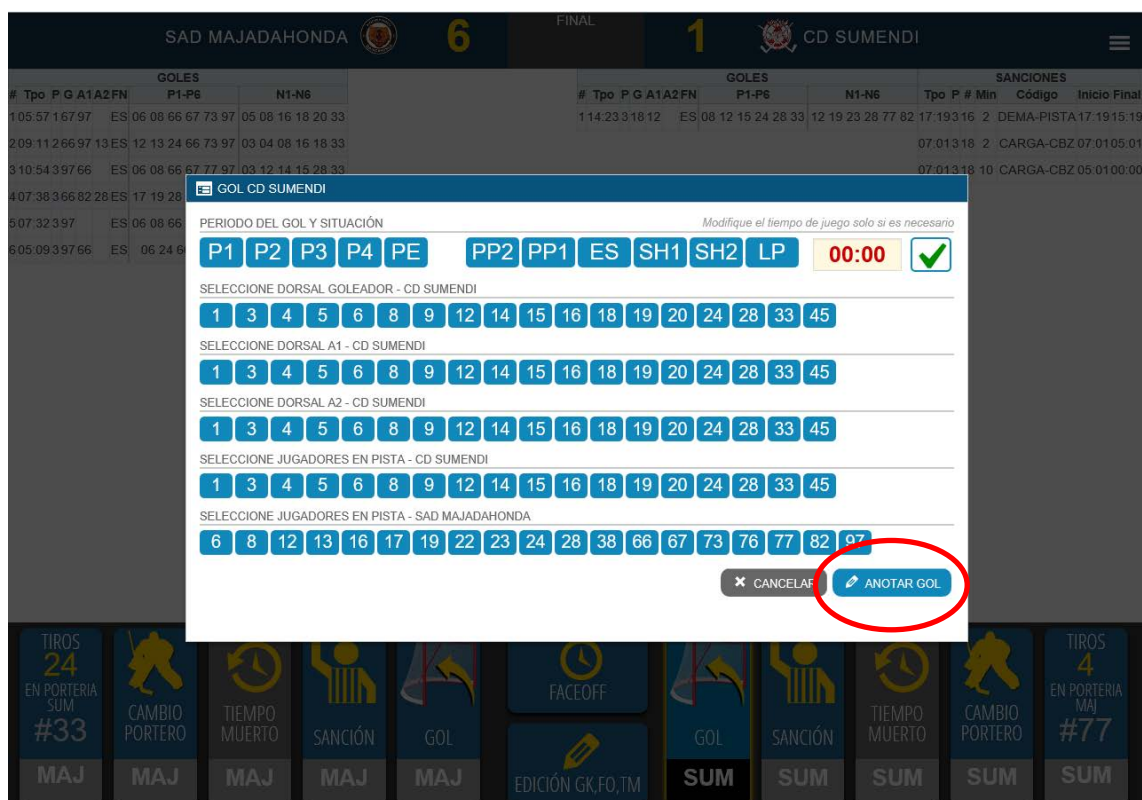 SAD MAJADAHONDA 6 FINAL 1 CD SUMENDI
GOLES GOLES SANCIONES
# Tpo P G A1A2FN P1-P6 N1-N6 # Tpo P G A1A2FN P1-P6 N1-N6 Tpo P # Min Código Inicio Final
1 05:57 1 67 97 ES 06 08 66 67 73 97 05 08 16 18 20 33 1 14:23 3 18 12 ES 08 12 15 24 28 33 12 19 23 28 77 82 17:19 3 16 2 DEMA-PISTA 17:19 15:19
2 09:11 2 66 97 13 ES 12 13 24 66 73 97 03 04 08 16 18 33 07:01 3 18 2 CARGA-CBZ 07:01 05:01
3 10:54 3 97 66 ES 06 08 66 67 77 97 03 12 14 15 28 33 07:01 3 18 10 CARGA-CBZ 05:01 00:00
4 07:38 3 66 82 28 ES 17 19 28
5 07:32 3 97 ES 06 08 66
6 05:09 3 97 66 ES 06 24
GOL CD SUMENDI
PERIODO DEL GOL Y SITUACIÓN Modifique el tiempo de juego solo si es necesario
P1 P2 P3 P4 PE PP2 PP1 ES SH1 SH2 LP 00:00
SELECCIONE DORSAL GOLEADOR - CD SUMENDI
1 3 4 5 6 8 9 12 14 15 16 18 19 20 24 28 33 45
SELECCIONE DORSAL A1 - CD SUMENDI
1 3 4 5 6 8 9 12 14 15 16 18 19 20 24 28 33 45
SELECCIONE DORSAL A2 - CD SUMENDI
1 3 4 5 6 8 9 12 14 15 16 18 19 20 24 28 33 45
SELECCIONE JUGADORES EN PISTA - CD SUMENDI
1 3 4 5 6 8 9 12 14 15 16 18 19 20 24 28 33 45
SELECCIONE JUGADORES EN PISTA - SAD MAJADAHONDA
6 8 12 13 16 17 19 22 23 24 28 38 66 67 73 76 77 82 97
CANCELAR ANOTAR GOL
TIROS
24
EN PORTERIA
SUM
#33
MAJ
CAMBIO
PORTERO
MAJ
TIEMPO
MUERTO
MAJ
SANCIÓN
MAJ
GOL
MAJ
FACEOFF
EDICIÓN GK,FO,TM
GOL
SUM
SANCIÓN
SUM
TIEMPO
MUERTO
SUM
CAMBIO
PORTERO
SUM
TIROS
4
EN PORTERIA
MAJ
#77
SUM